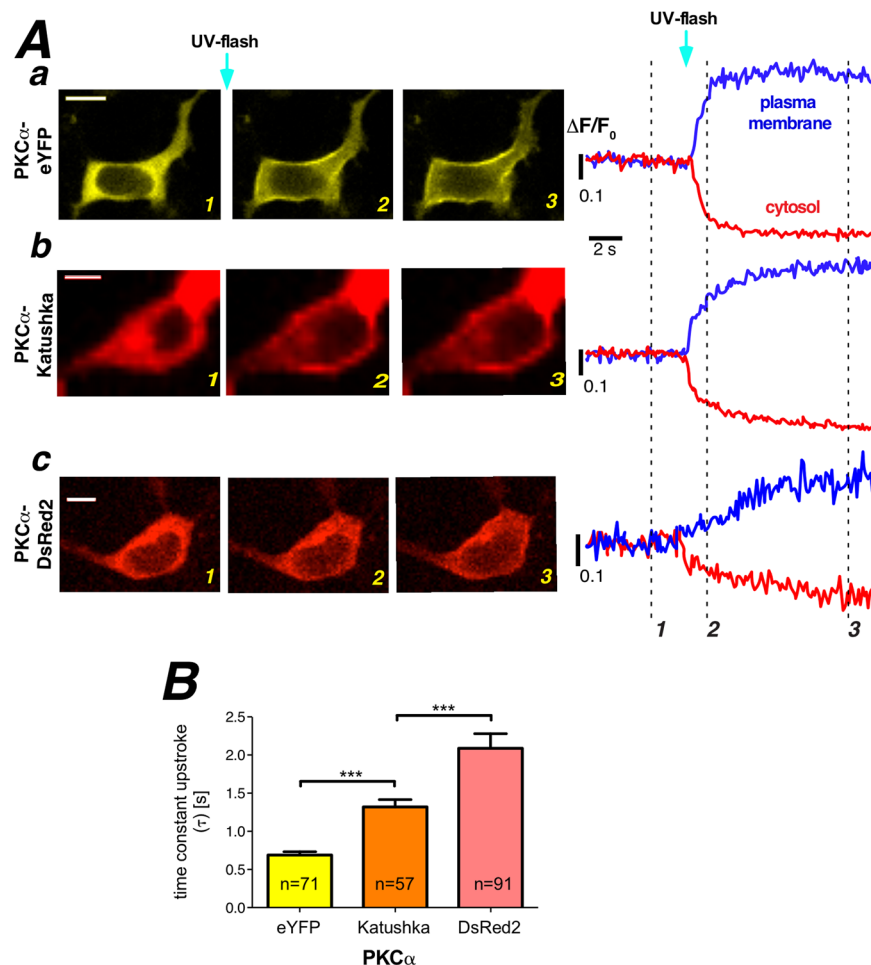 A
UV-flash
UV-flash
a
PKCα-
eYFP
1
2
3
ΔF/F0
0.1
plasma
membrane
cytosol
2 s
b
PKCα-
Katushka
1
2
3
0.1
c
PKCα-
DsRed2
1
2
3
0.1
1
2
3
B
time constant upstroke
(τ) [s]
2.5
2.0
1.5
1.0
0.5
0.0
***
***
n=71
n=57
n=91
eYFP
Katushka
DsRed2
PKCα